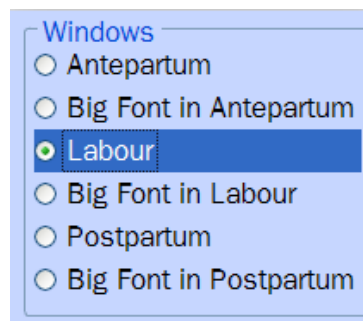 Windows
Antepartum
Big Font in Antepartum
Labour
Big Font in Labour
Postpartum
Big Font in Postpartum